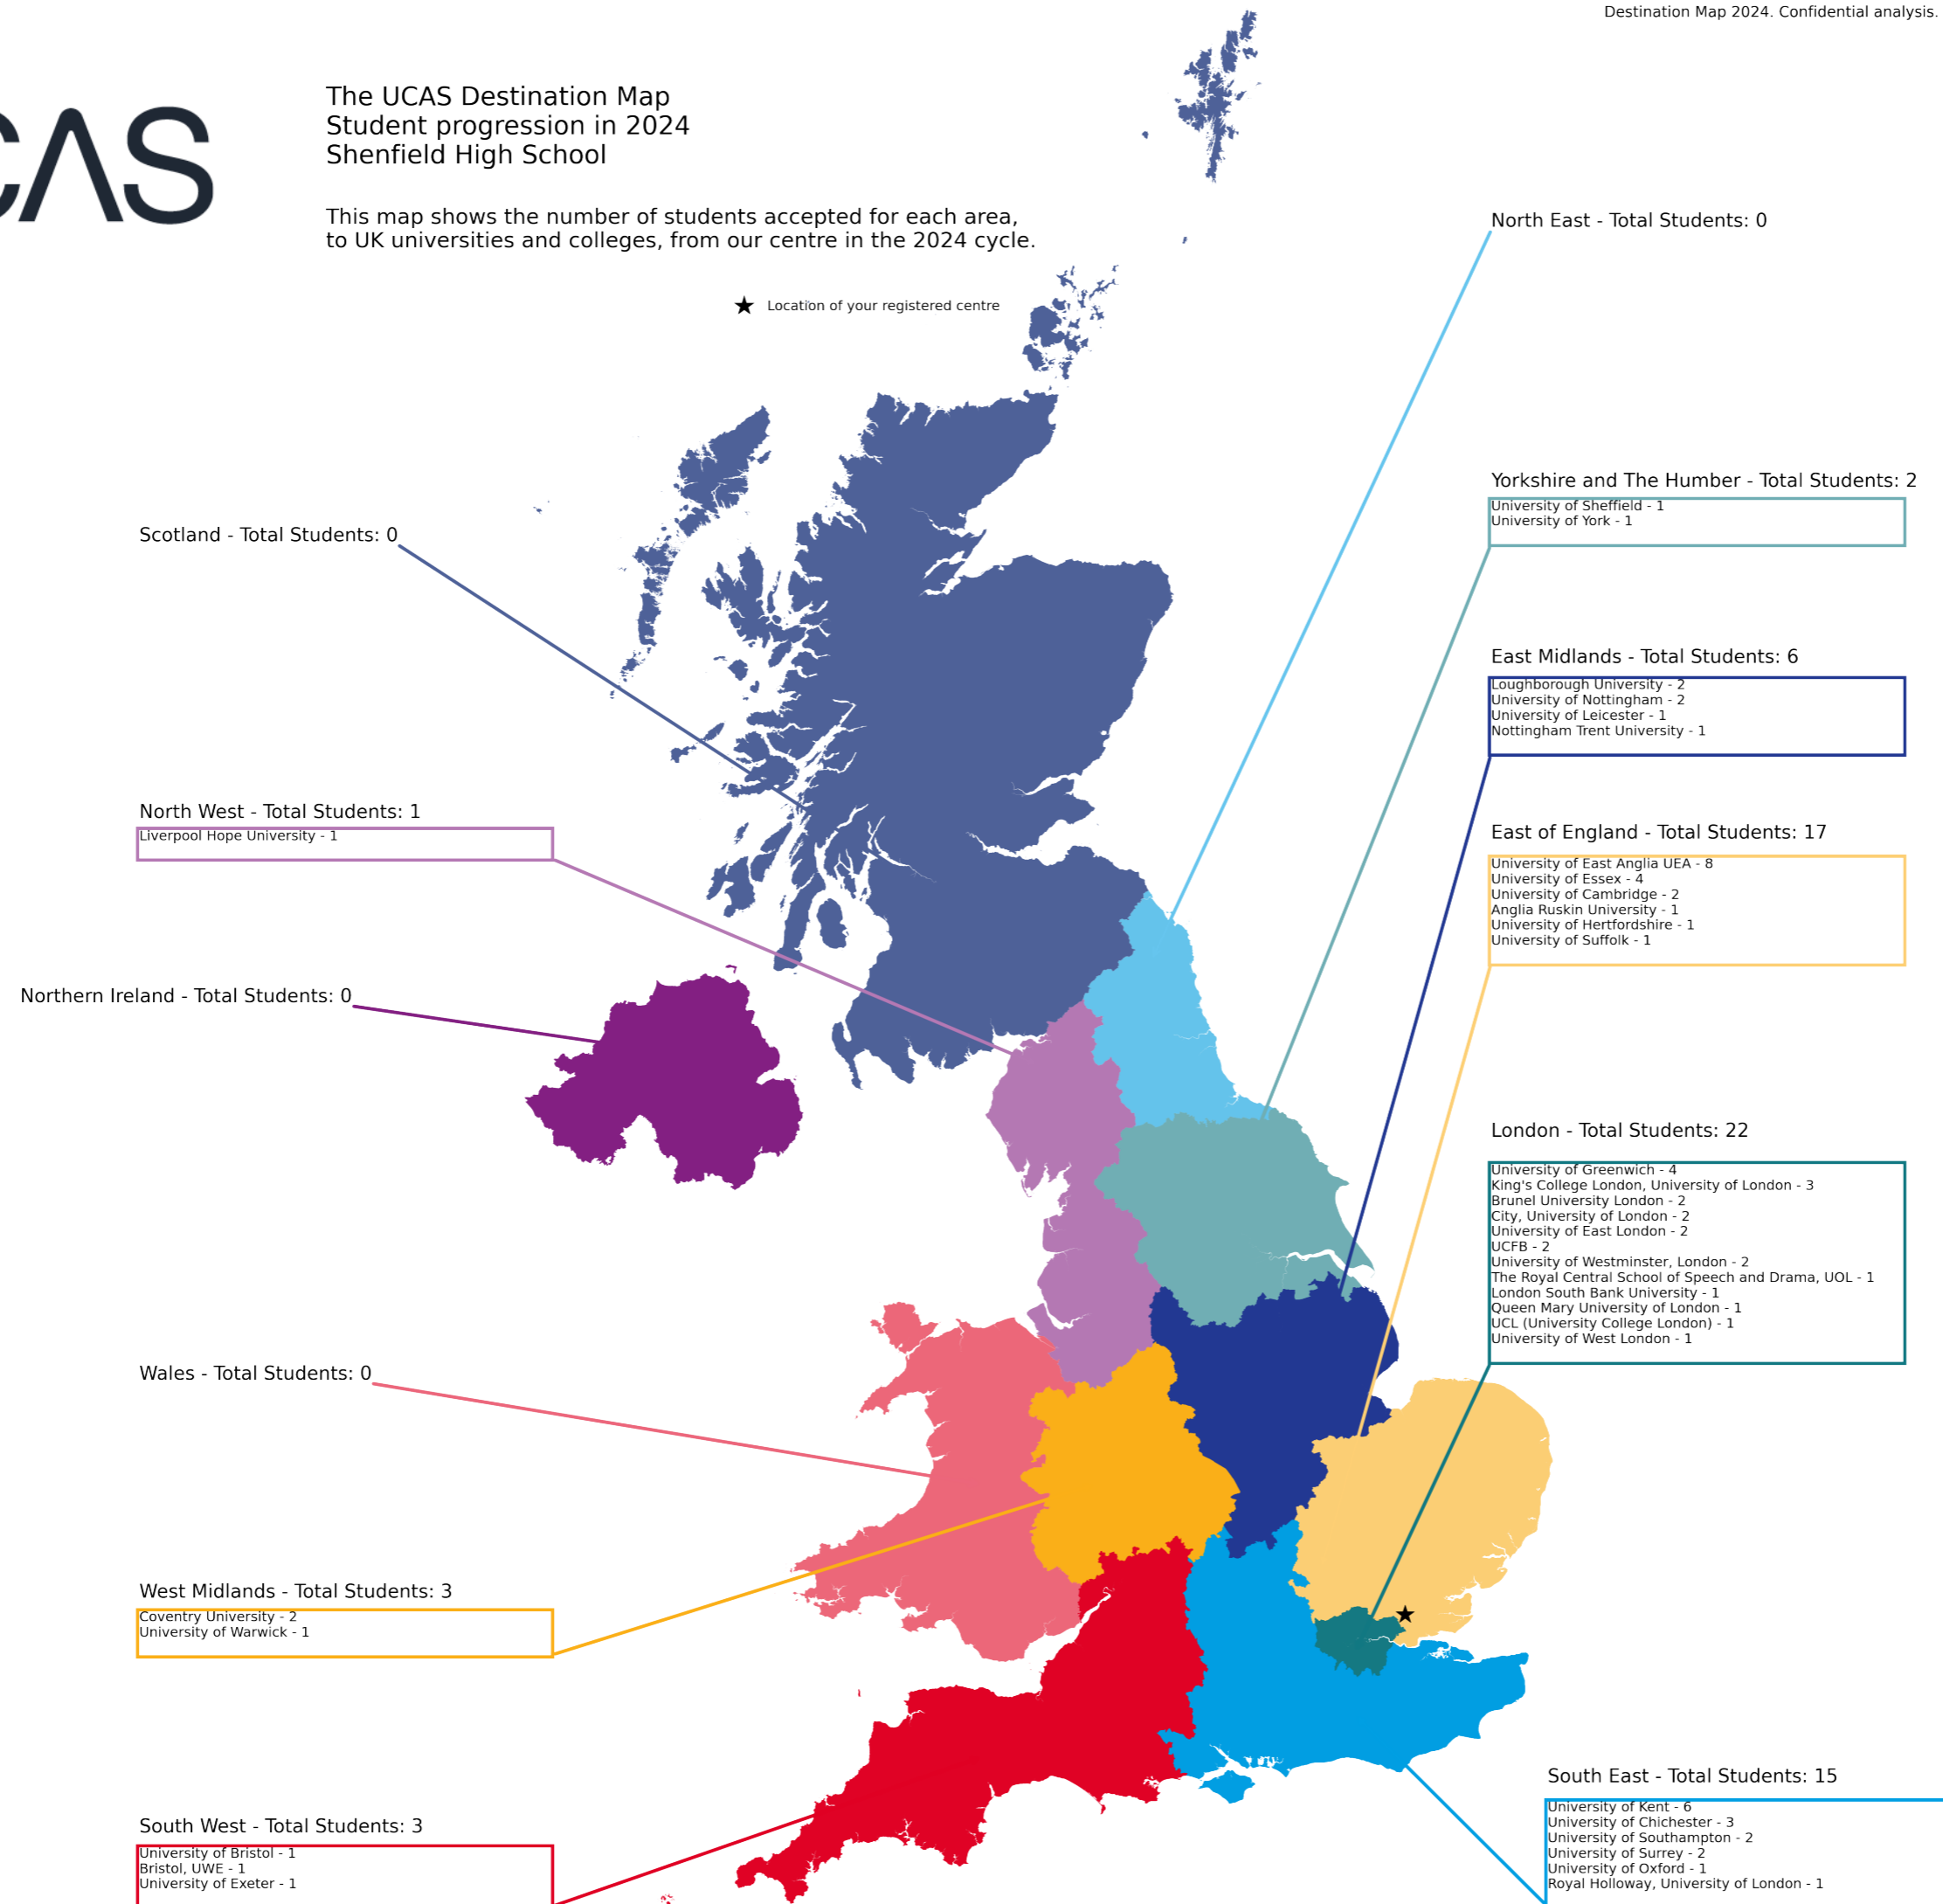 Destination Map 2024. Confidential analysis.
CAS
The UCAS Destination Map
Student progression in 2024
Shenfield High School
This map shows the number of students accepted for each area,
to UK universities and colleges, from our centre in the 2024 cycle.
★ Location of your registered centre
North East - Total Students: 0
Yorkshire and The Humber - Total Students: 2
University of Sheffield - 1
University of York - 1
Scotland - Total Students: 0
East Midlands - Total Students: 6
Loughborough University - 2
University of Nottingham - 2
University of Leicester - 1
Nottingham Trent University - 1
North West - Total Students: 1
Liverpool Hope University - 1
East of England - Total Students: 17
University of East Anglia UEA - 8
University of Essex - 4
University of Cambridge - 2
Anglia Ruskin University - 1
University of Hertfordshire - 1
University of Suffolk - 1
Northern Ireland - Total Students: 0
London - Total Students: 22
University of Greenwich - 4
King's College London, University of London - 3
Brunel University London - 2
City, University of London - 2
University of East London - 2
UCFB - 2
University of Westminster, London - 2
The Royal Central School of Speech and Drama, UOL - 1
London South Bank University - 1
Queen Mary University of London - 1
UCL (University College London) - 1
University of West London - 1
Wales - Total Students: 0
West Midlands - Total Students: 3
Coventry University - 2
University of Warwick - 1
South East - Total Students: 15
University of Kent - 6
University of Chichester - 3
University of Southampton - 2
University of Surrey - 2
University of Oxford - 1
Royal Holloway, University of London - 1
South West - Total Students: 3
University of Bristol - 1
Bristol, UWE - 1
University of Exeter - 1